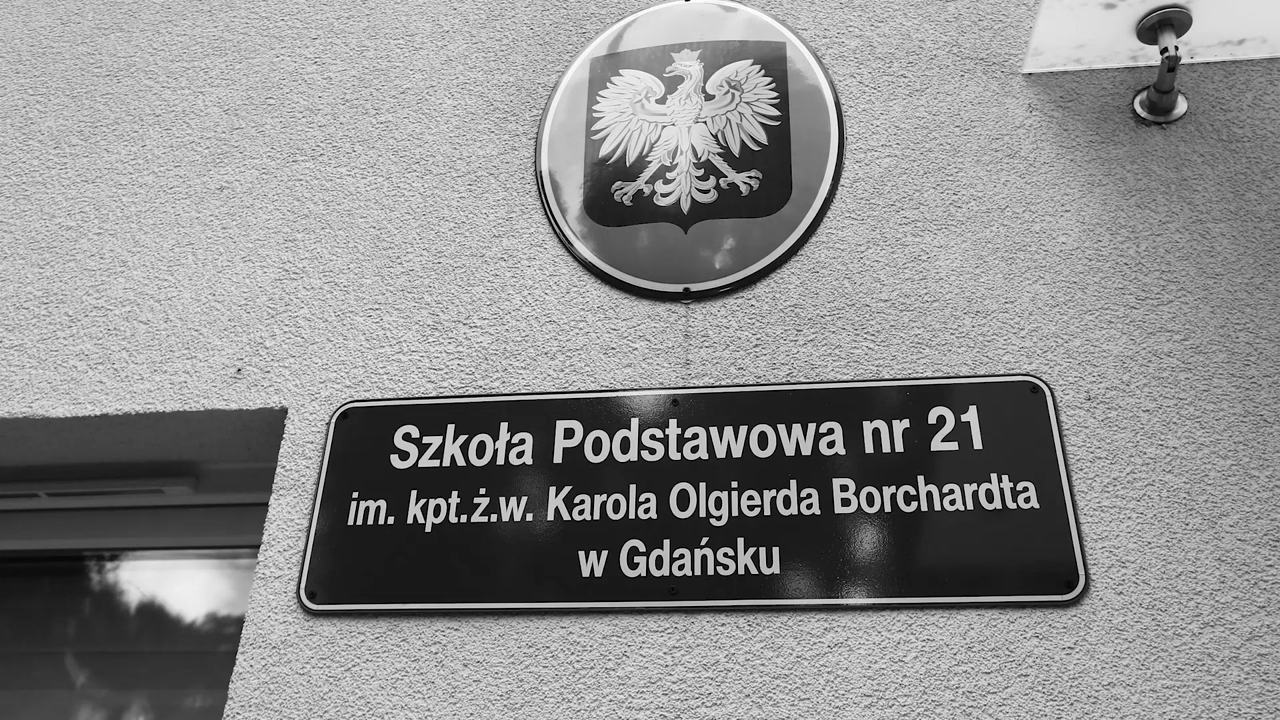 Szkoła Podstawowa nr 21
im. kpt.ż.w. Karola Olgierda Borchardta
w Gdańsku